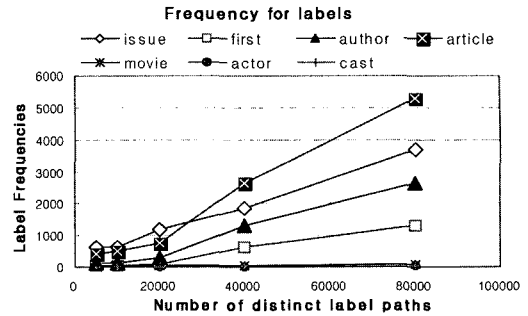 Frequency for labels
issue first author article
movie actor cast
6000
5000
4000
3000
2000
1000
0
Label Frequencies
0 20000 40000 60000 80000 100000
Number of distinct label paths